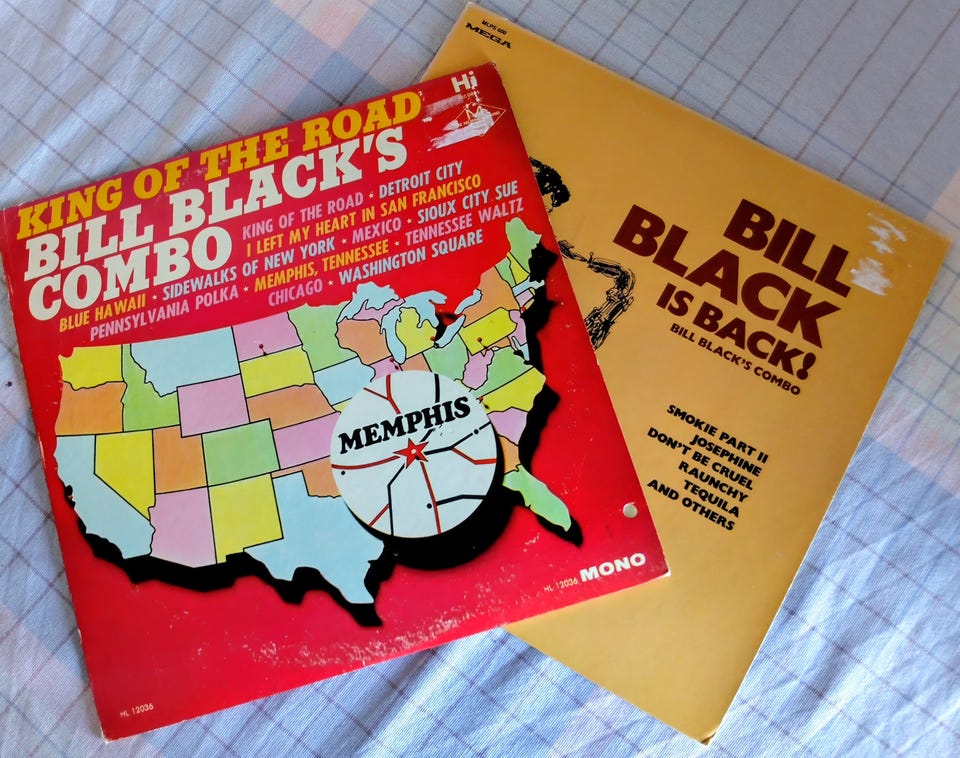 KING OF THE ROAD
BILL BLACK'S
COMBO
KING OF THE ROAD • DETROIT CITY
I LEFT MY HEART IN SAN FRANCISCO
BLUE HAWAII • SIDEWALKS OF NEW YORK • MEXICO • SIOUX CITY SUE
PENNSYLVANIA POLKA • MEMPHIS, TENNESSEE • TENNESSEE WALTZ
CHICAGO • WASHINGTON SQUARE
Hi
MEMPHIS
HL 12036 MONO
HL 12036
MLPS 600
MEGA
BILL
BLACK
IS BACK!
BILL BLACK'S COMBO
SMOKIE PART II
JOSEPHINE
DON'T BE CRUEL
RAUNCHY
TEQUILA
AND OTHERS